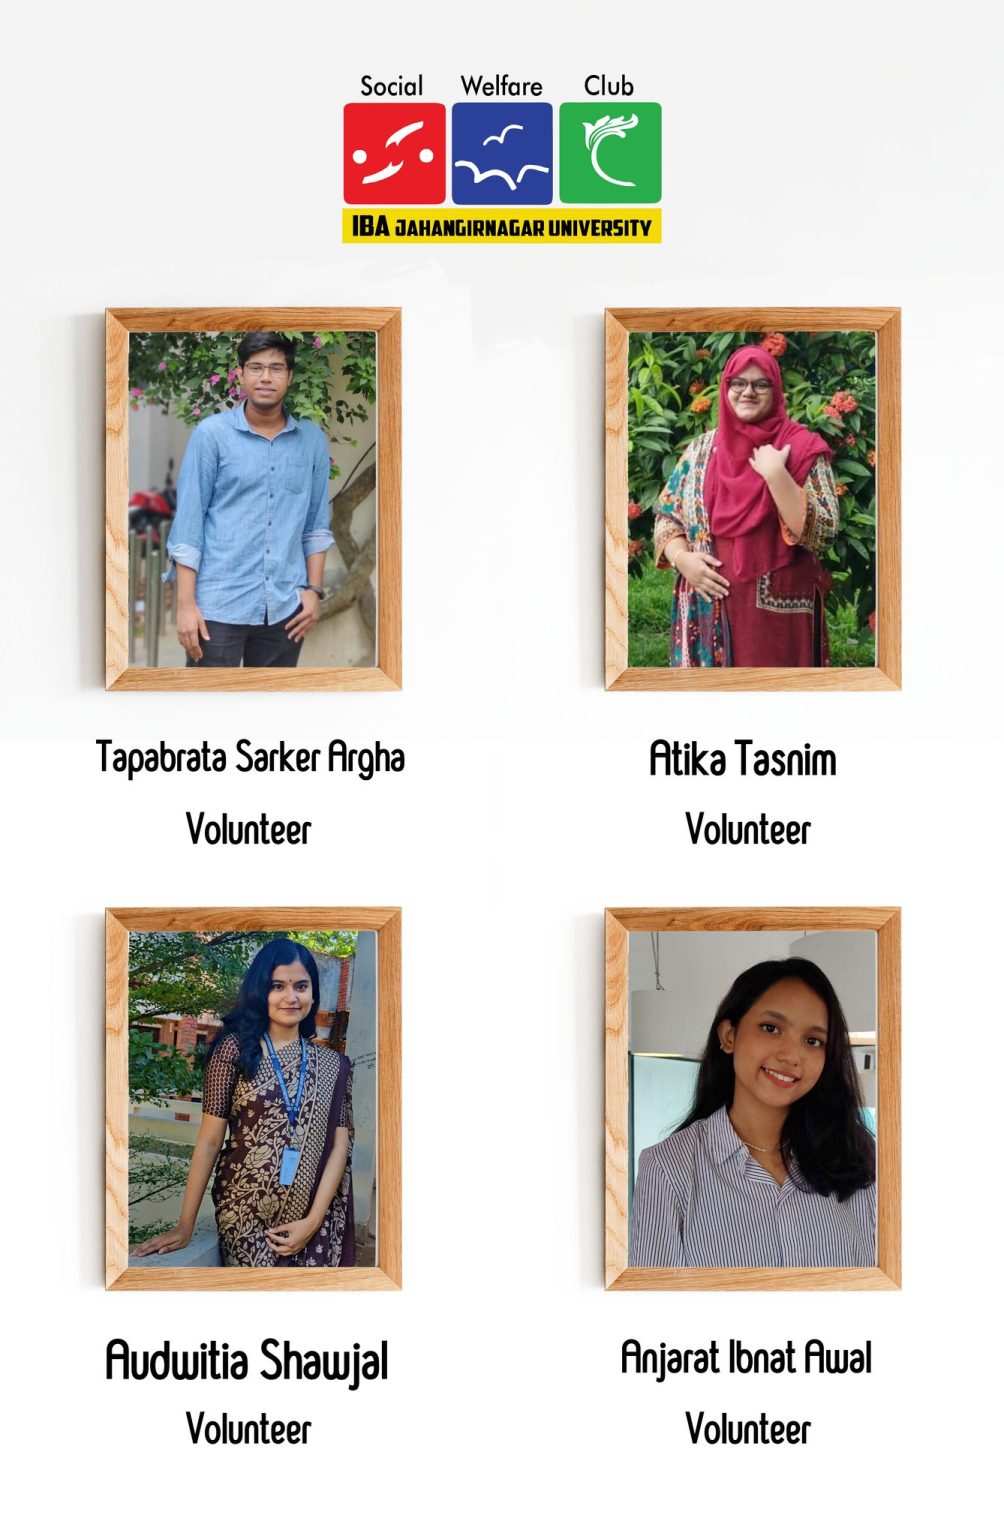 Social Welfare Club
IBA JAHANGIRNAGAR UNIVERSITY
Tapabrata Sarker Argha
Volunteer
Atika Tasnim
Volunteer
Audwitia Shawjal
Volunteer
Anjarat Ibnat Awal
Volunteer